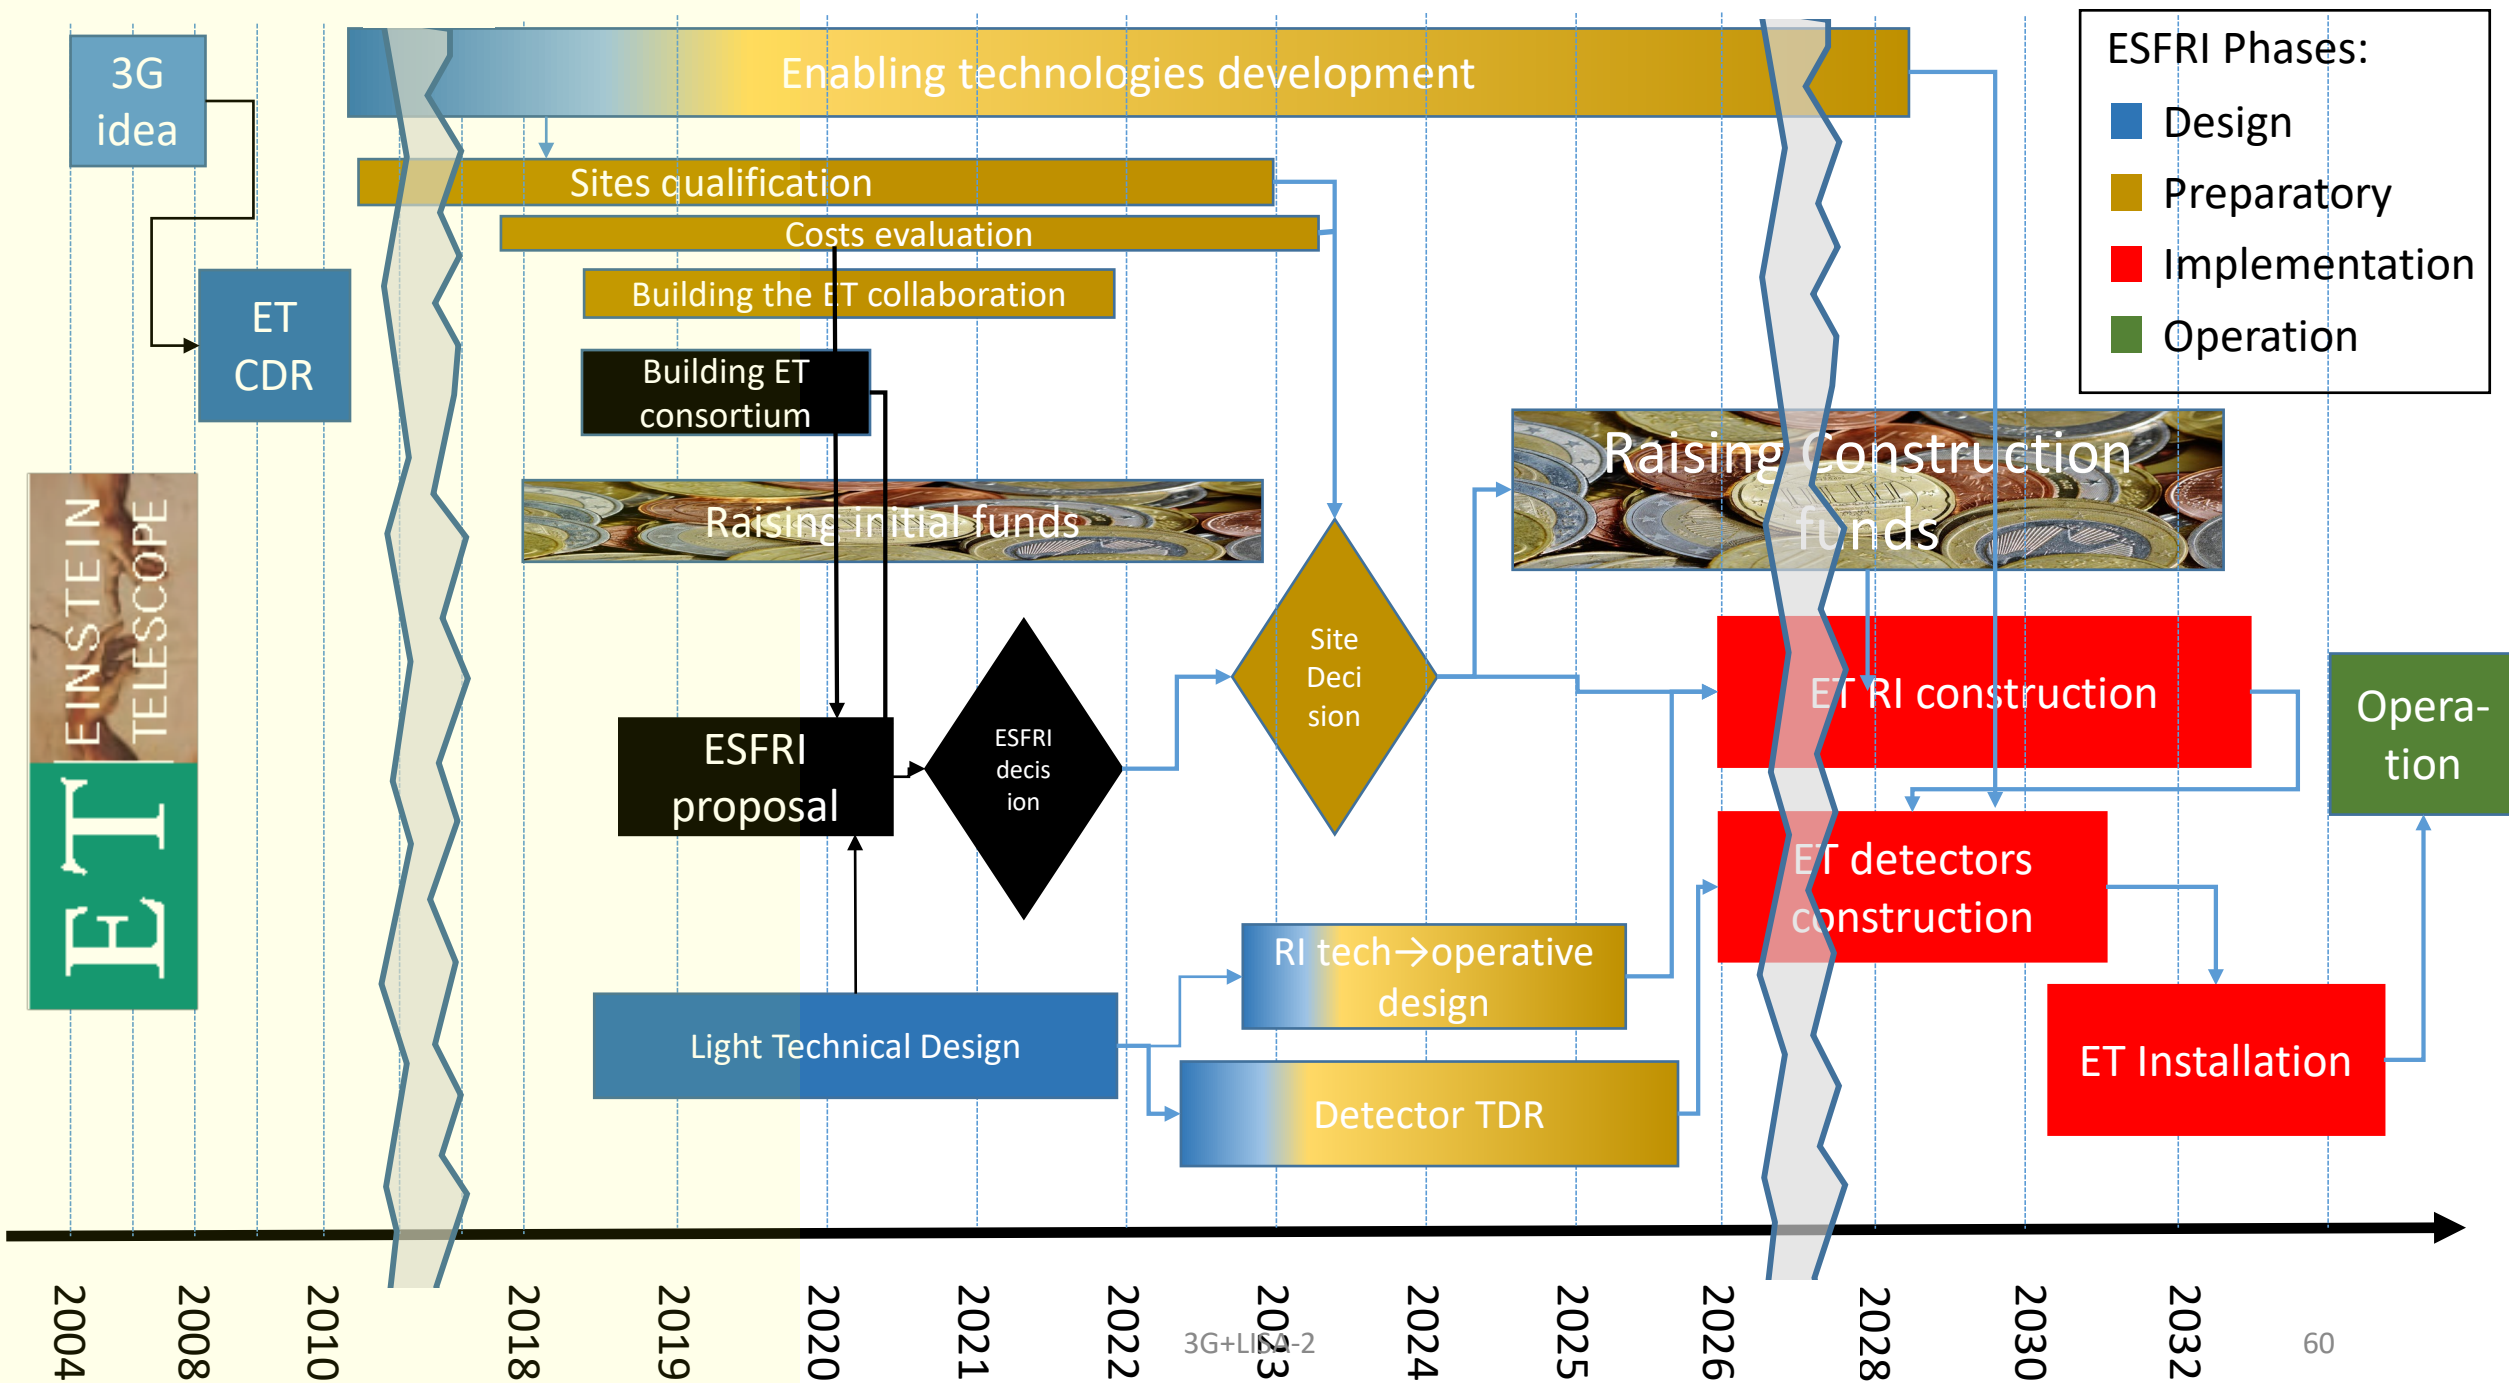 3G
idea
Enabling technologies development
ESFRI Phases:
Design
Preparatory
Implementation
Operation
Sites qualification
Costs evaluation
Building the ET collaboration
ET
CDR
Building ET
consortium
Raising initial funds
Raising Construction
funds
EINSTEIN
TELESCOPE
ET
ESFRI
proposal
ESFRI
decis
ion
Site
Deci
sion
ET RI construction
Opera-
tion
ET detectors
construction
RI tech→operative
design
Light Technical Design
Detector TDR
ET Installation
2004
2008
2010
2018
2019
2020
2021
2022
2023
2024
2025
2026
2028
2030
2032
3G+LISA-2
60